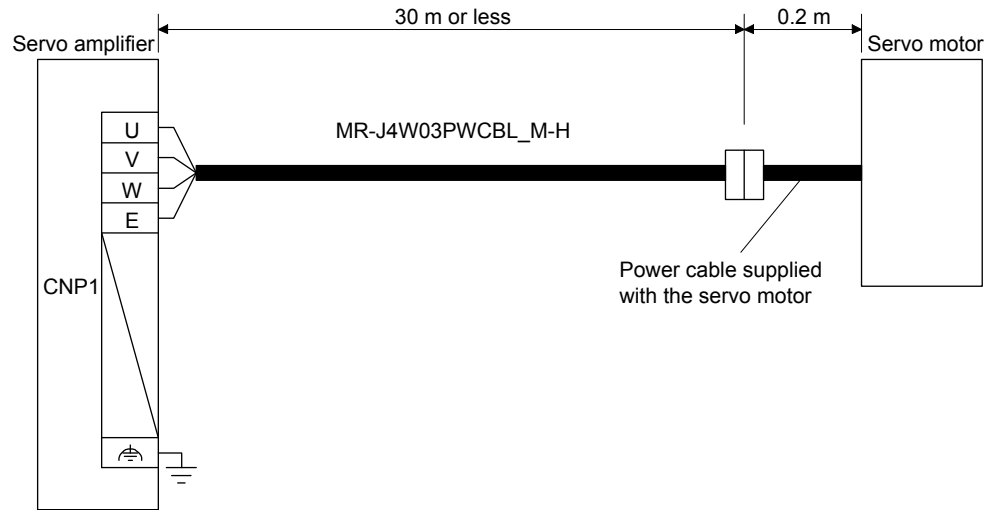 30 m or less
0.2 m
Servo amplifier
Servo motor
U
V
W
E
MR-J4W03PWCBL_M-H
CNP1
Power cable supplied
with the servo motor